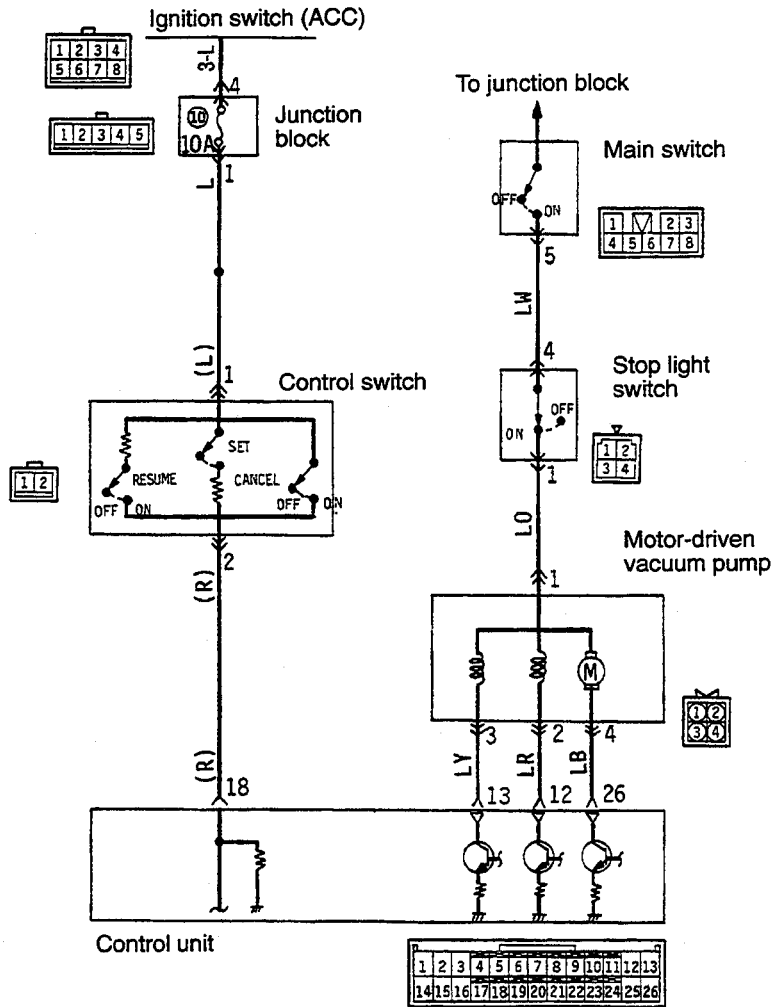 Ignition switch (ACC)
1 2 3 4
5 6 7 8
3-L
4
To junction block
10
10A
Junction
block
1 2 3 4 5
1
L
Main switch
OFF
ON
1 2 3
4 5 6 7 8
5
LW
(L)
1
4
Control switch
Stop light
switch
SET
OFF
ON
RESUME
CANCEL
1 2
OFF
ON
OFF
ON
1 2
3 4
1
2
(R)
LO
Motor-driven
vacuum pump
1
M
1 2
3 4
3
2
4
(R)
LY
LR
LB
18
13
12
26
Control unit
1 2 3 4 5 6 7 8 9 10 11 12 13
14 15 16 17 18 19 20 21 22 23 24 25 26